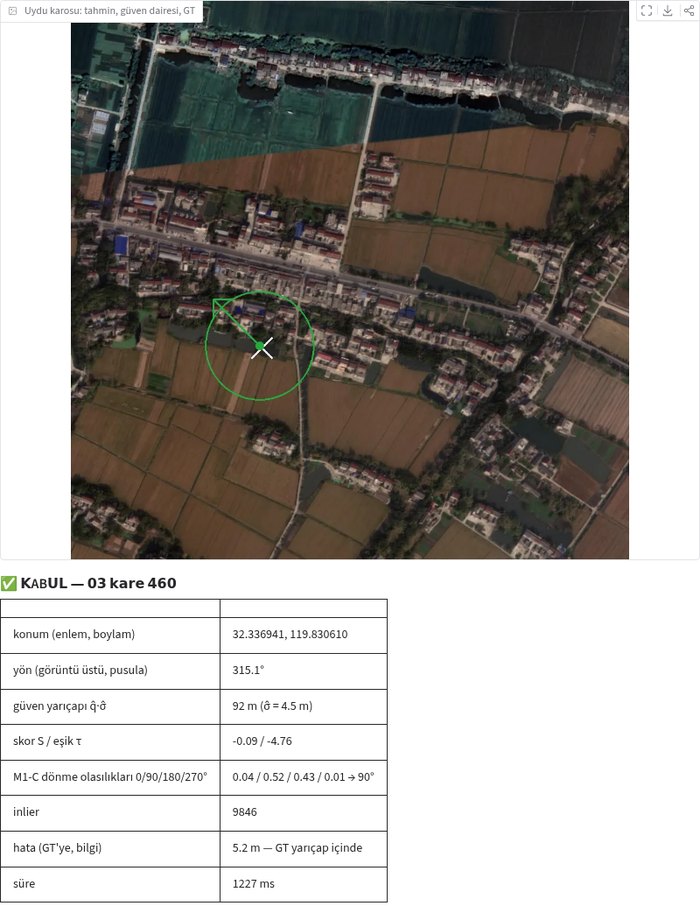 Uydu karosu: tahmin, güven dairesi, GT
✅ KABUL — 03 kare 460
konum (enlem, boylam) 32.336941, 119.830610
yön (görüntü üstü, pusula) 315.1°
güven yarıçapı q̂·σ̂ 92 m (σ̂ = 4.5 m)
skor S / eşik τ -0.09 / -4.76
M1-C dönme olasılıkları 0/90/180/270° 0.04 / 0.52 / 0.43 / 0.01 → 90°
inlier 9846
hata (GT'ye, bilgi) 5.2 m — GT yarıçap içinde
süre 1227 ms